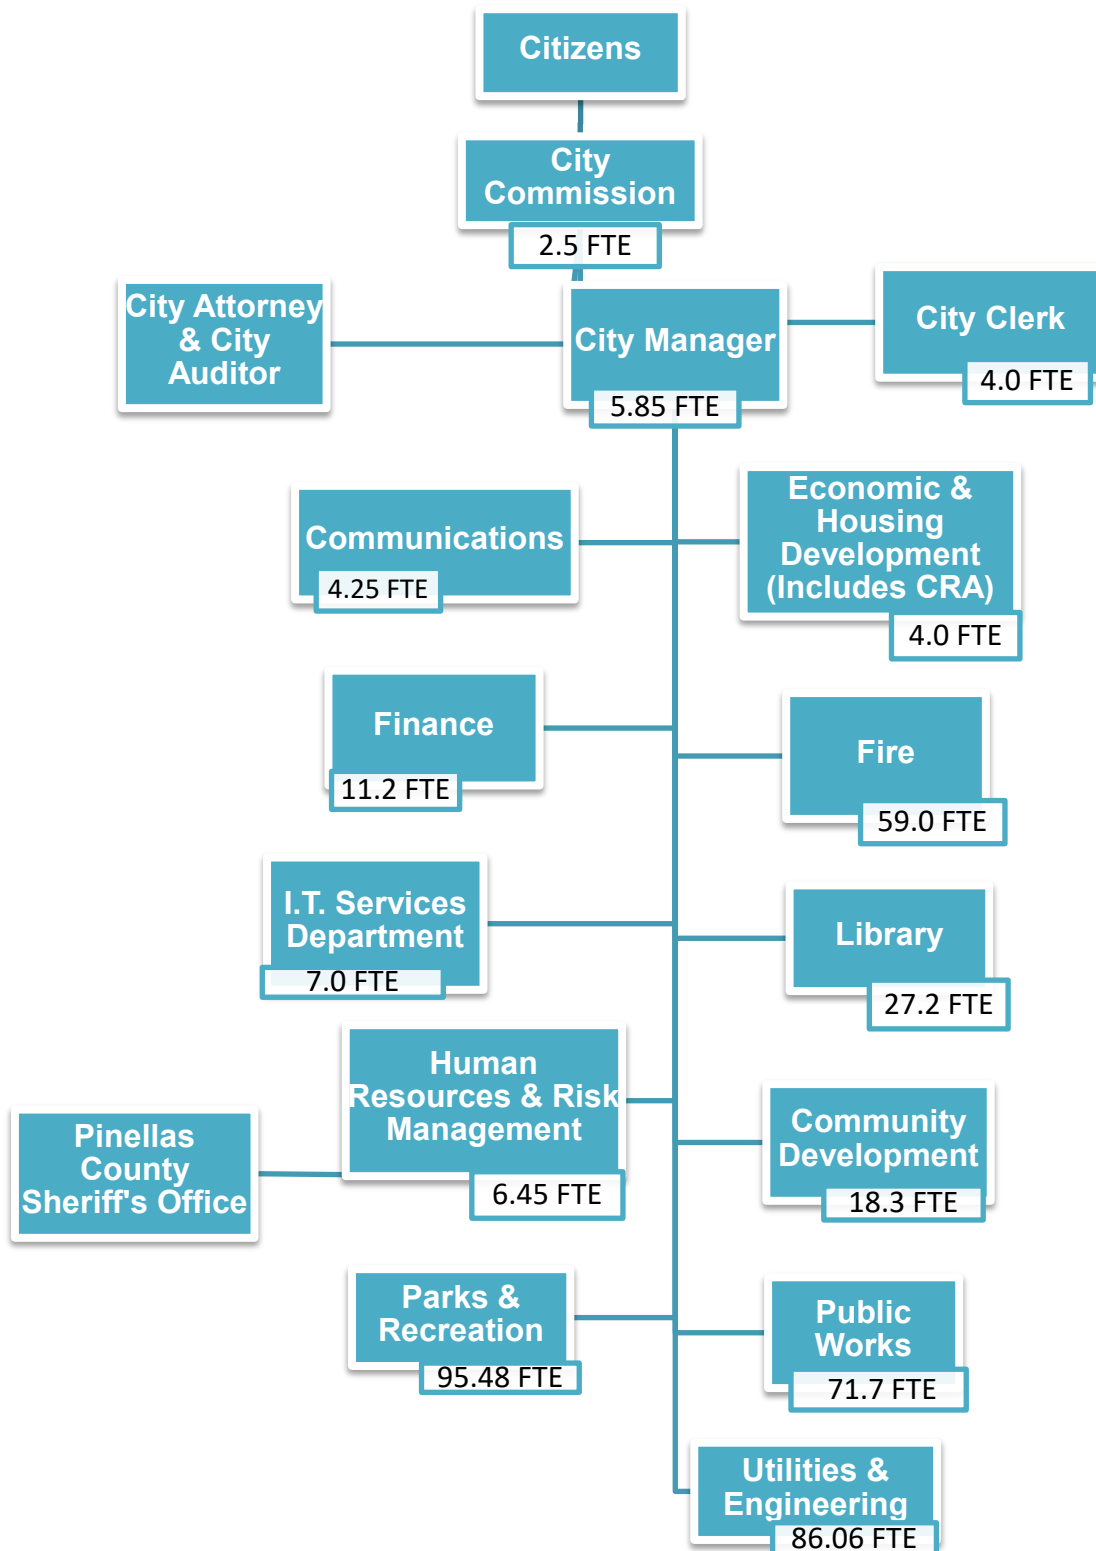 Citizens
City
Commission
2.5 FTE
City Attorney
& City
Auditor
City Manager
5.85 FTE
City Clerk
4.0 FTE
Communications
4.25 FTE
Economic &
Housing
Development
(Includes CRA)
4.0 FTE
Finance
11.2 FTE
Fire
59.0 FTE
I.T. Services
Department
7.0 FTE
Library
27.2 FTE
Human
Resources & Risk
Management
6.45 FTE
Pinellas
County
Sheriff's Office
Community
Development
18.3 FTE
Parks &
Recreation
95.48 FTE
Public
Works
71.7 FTE
Utilities &
Engineering
86.06 FTE